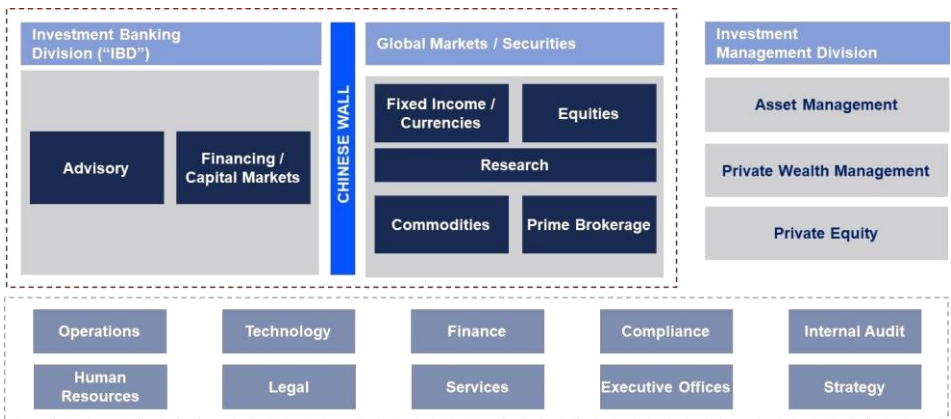 Investment Banking
Division (“IBD”)
CHINESE WALL
Global Markets / Securities
Investment
Management Division
Advisory
Financing /
Capital Markets
Fixed Income /
Currencies
Equities
Research
Commodities
Prime Brokerage
Asset Management
Private Wealth Management
Private Equity
Operations
Technology
Finance
Compliance
Internal Audit
Human
Resources
Legal
Services
Executive Offices
Strategy